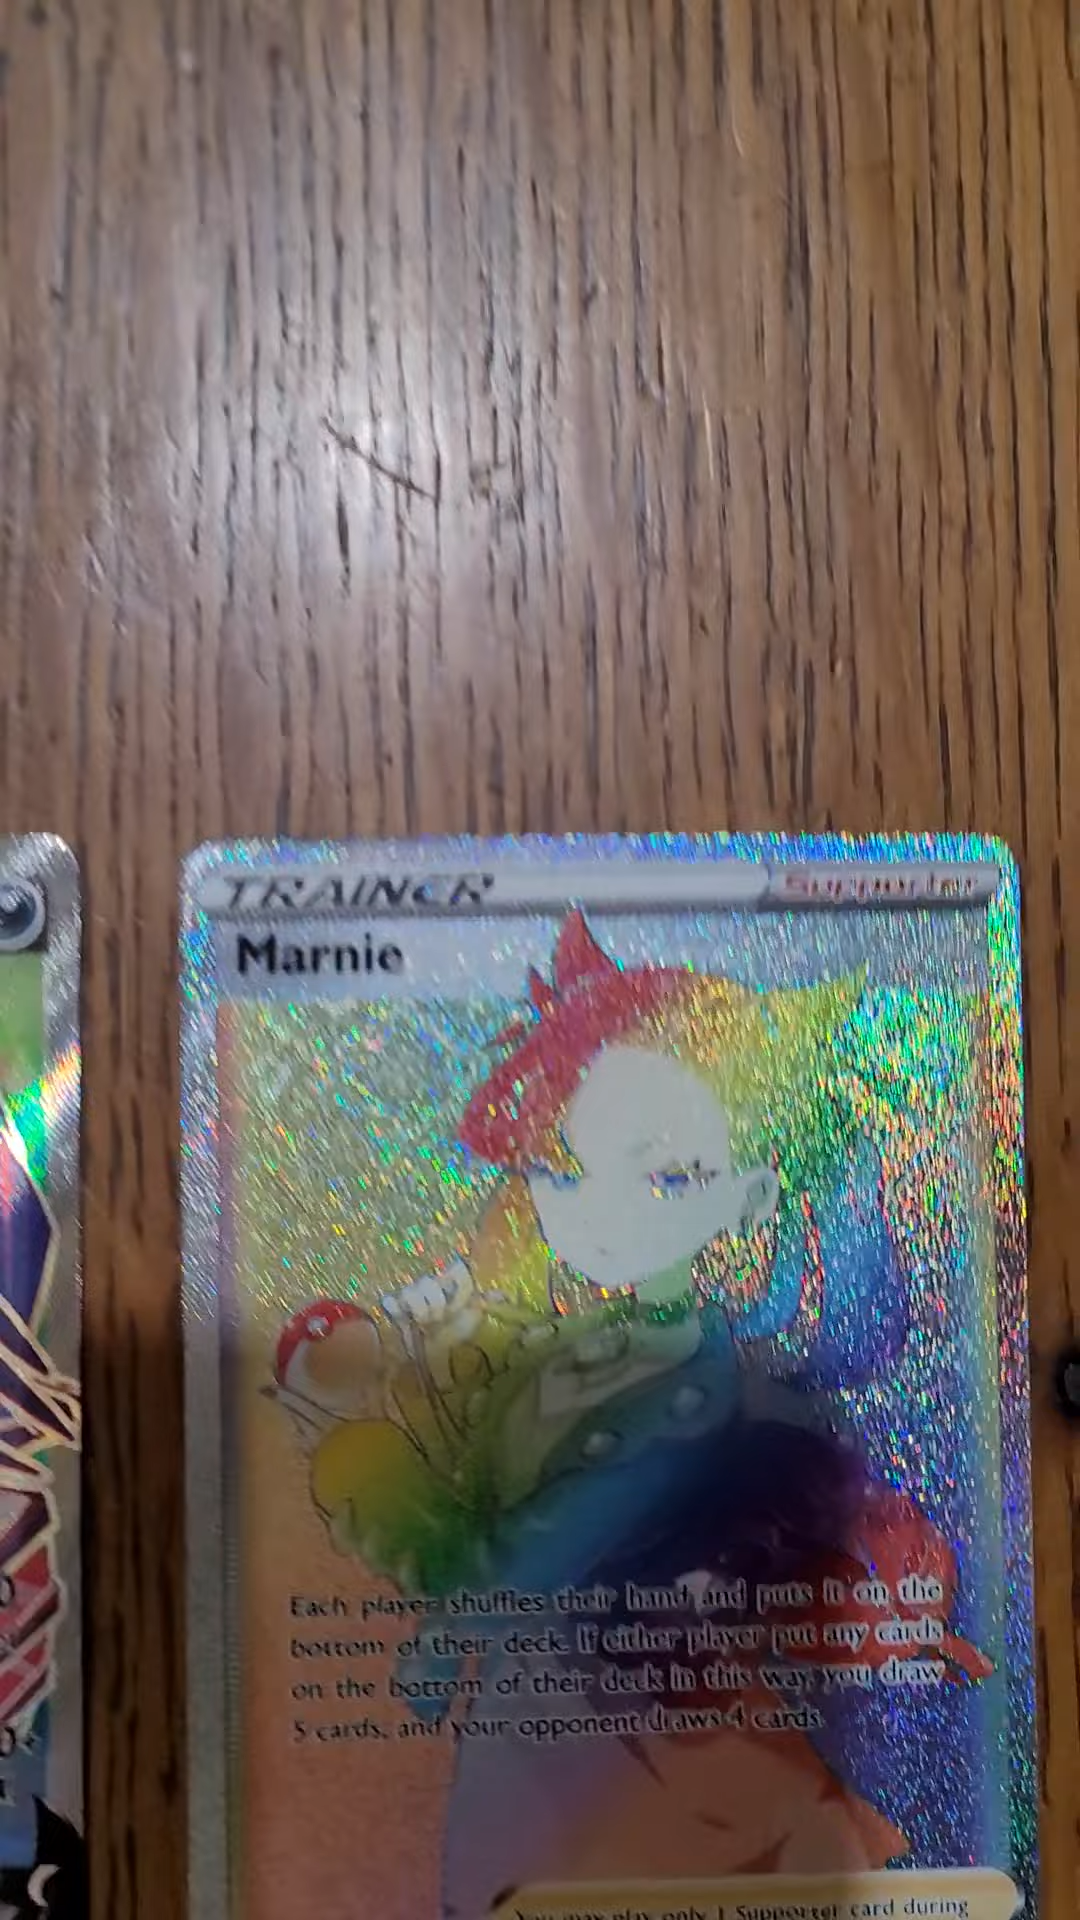 TRAINER
Supporter
Marnie
Each player shuffles their hand and puts it on the
bottom of their deck. If either player put any cards
on the bottom of their deck in this way, you draw
5 cards, and your opponent draws 4 cards.
You may play only 1 Supporter card during